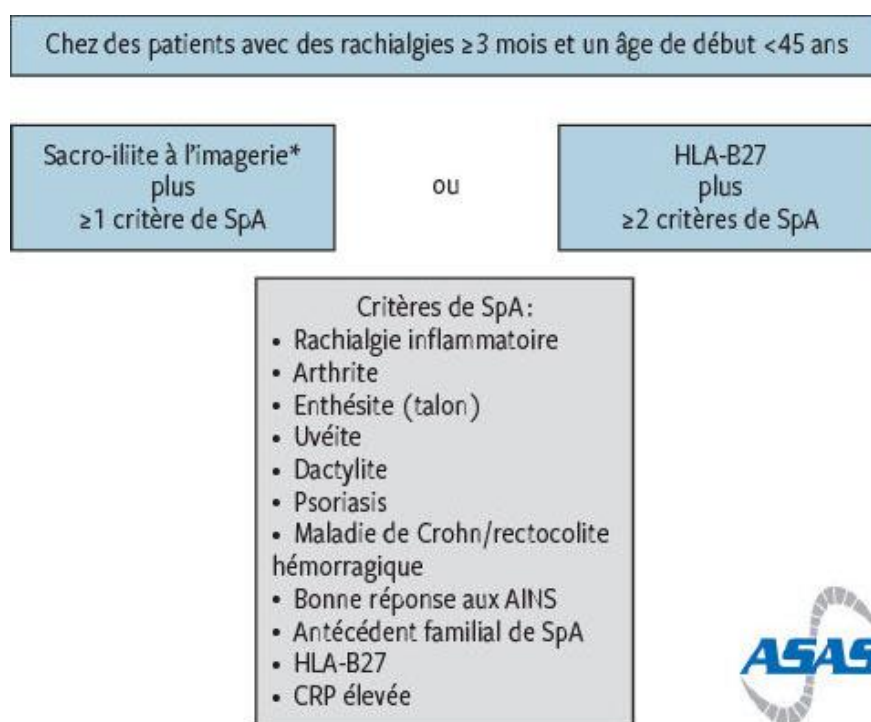 Chez des patients avec des rachialgies ≥3 mois et un âge de début <45 ans
Sacro-iliite à l'imagerie*
plus
≥1 critère de SpA
ou
HLA-B27
plus
≥2 critères de SpA
Critères de SpA:
• Rachialgie inflammatoire
• Arthrite
• Enthésite (talon)
• Uvéite
• Dactylite
• Psoriasis
• Maladie de Crohn/rectocolite
hémorragique
• Bonne réponse aux AINS
• Antécédent familial de SpA
• HLA-B27
• CRP élevée
ASAS